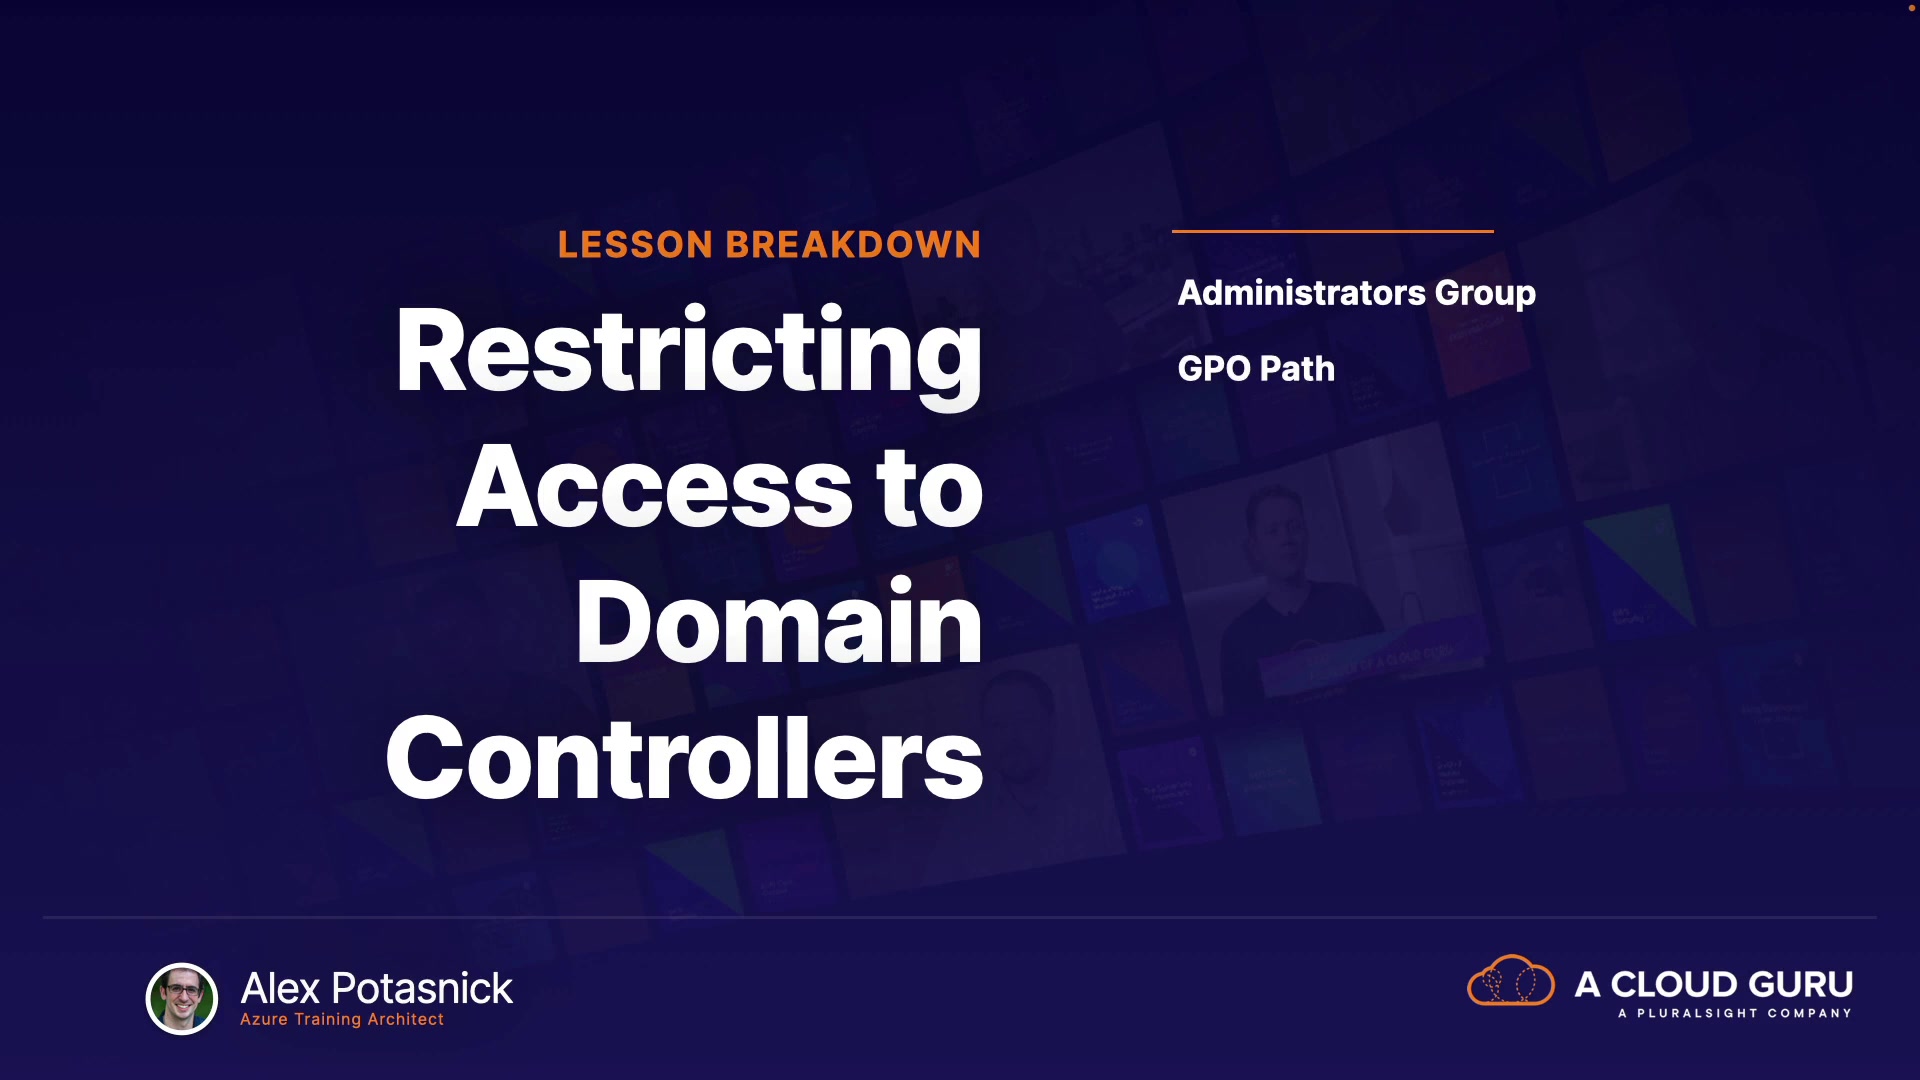 LESSON BREAKDOWN
Restricting
Access to
Domain
Controllers
Administrators Group
GPO Path
Alex Potasnick
Azure Training Architect
A CLOUD GURU
A PLURALSIGHT COMPANY